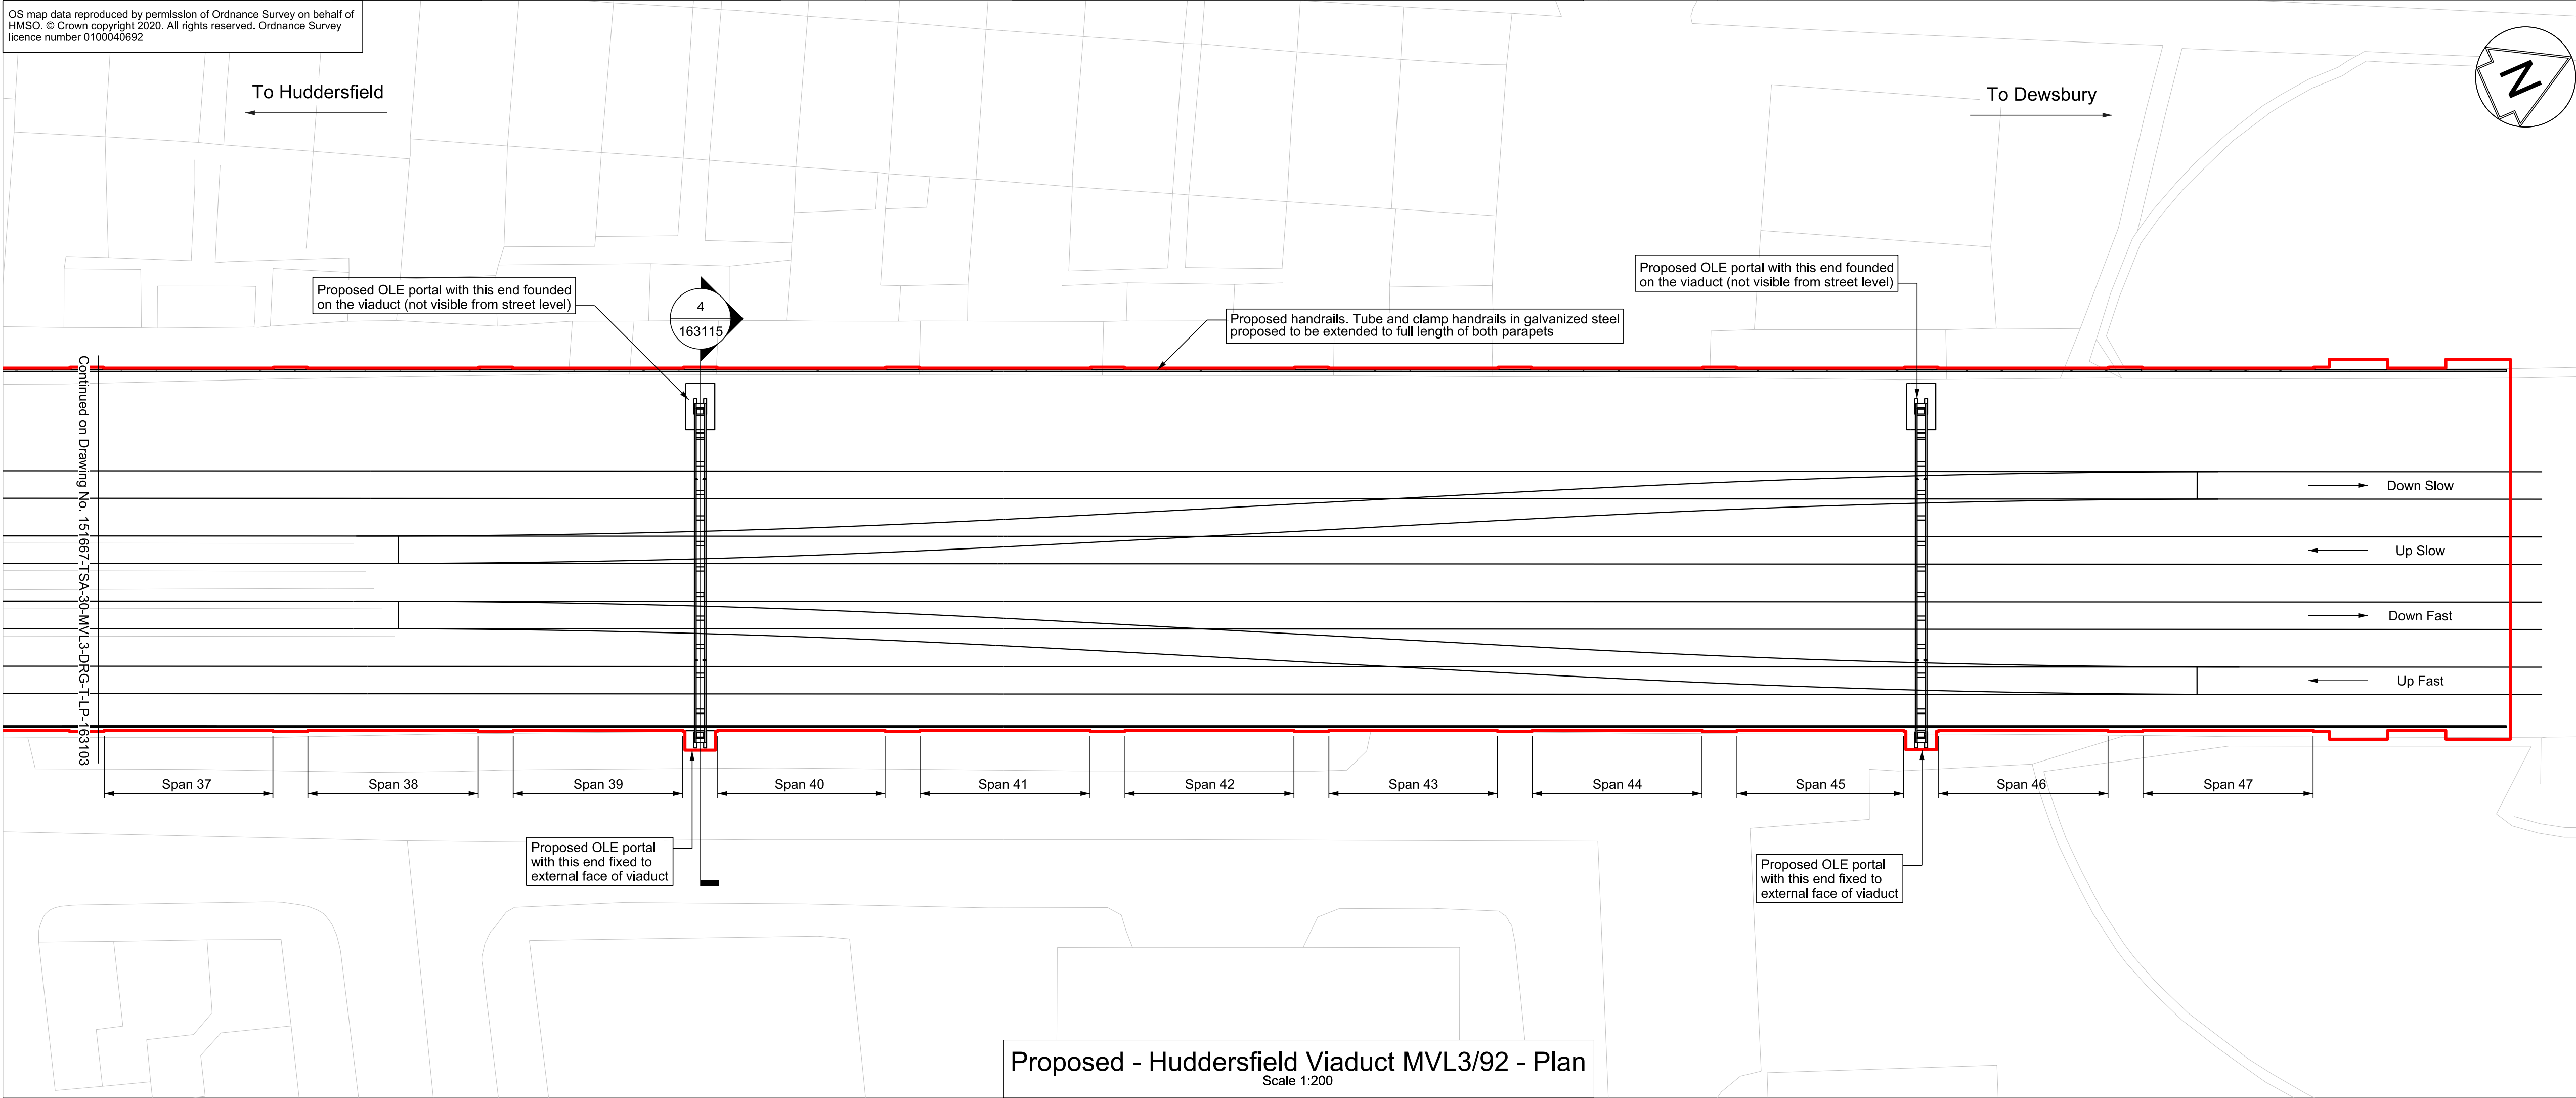 OS map data reproduced by permission of Ordnance Survey on behalf of
HMSO. © Crown copyright 2020. All rights reserved. Ordnance Survey
licence number 0100040692
To Huddersfield
To Dewsbury
N
Proposed OLE portal with this end founded
on the viaduct (not visible from street level)
4
163115
Proposed handrails. Tube and clamp handrails in galvanized steel
proposed to be extended to full length of both parapets
Proposed OLE portal with this end founded
on the viaduct (not visible from street level)
Continued on Drawing No. 151667-TSA-30-MVL3-DRG-T-LP-163103
Down Slow
Up Slow
Down Fast
Up Fast
Span 37
Span 38
Span 39
Span 40
Span 41
Span 42
Span 43
Span 44
Span 45
Span 46
Span 47
Proposed OLE portal
with this end fixed to
external face of viaduct
Proposed OLE portal
with this end fixed to
external face of viaduct
Proposed - Huddersfield Viaduct MVL3/92 - Plan
Scale 1:200